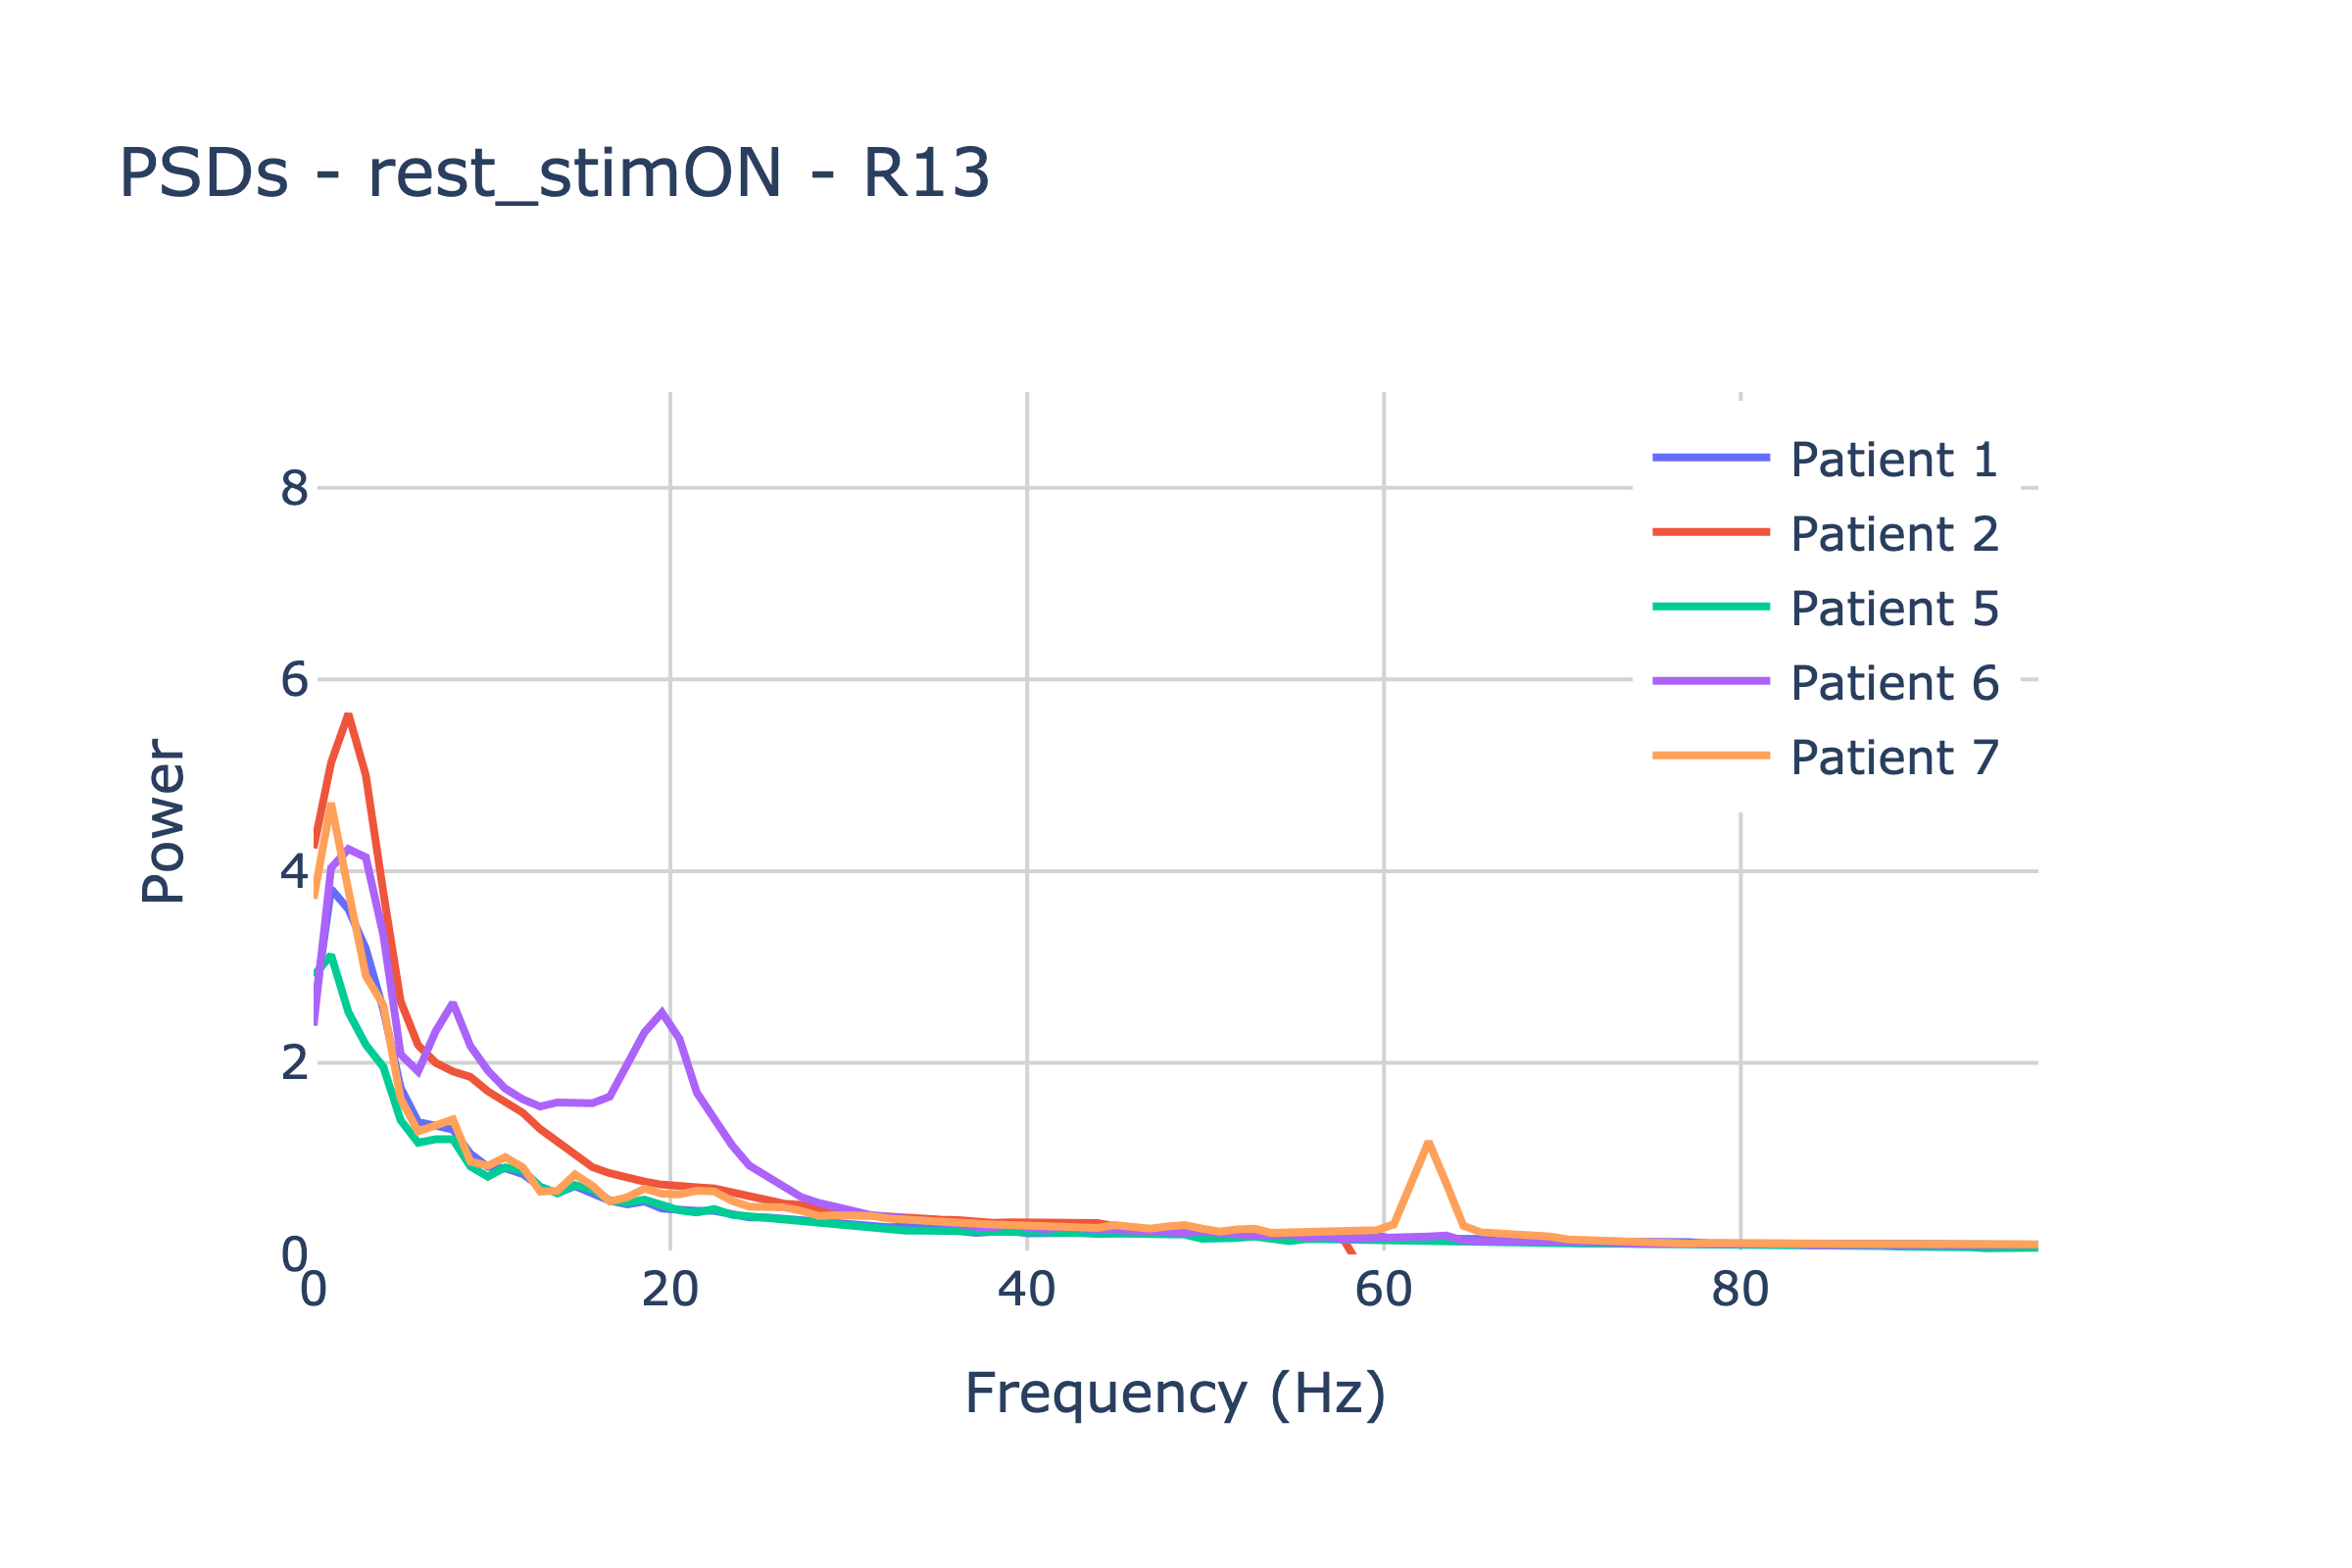 PSDs - rest_stimON - R13
Patient 1
Patient 2
Patient 5
Patient 6
Patient 7
Power
8
6
4
2
0
0 20 40 60 80
Frequency (Hz)